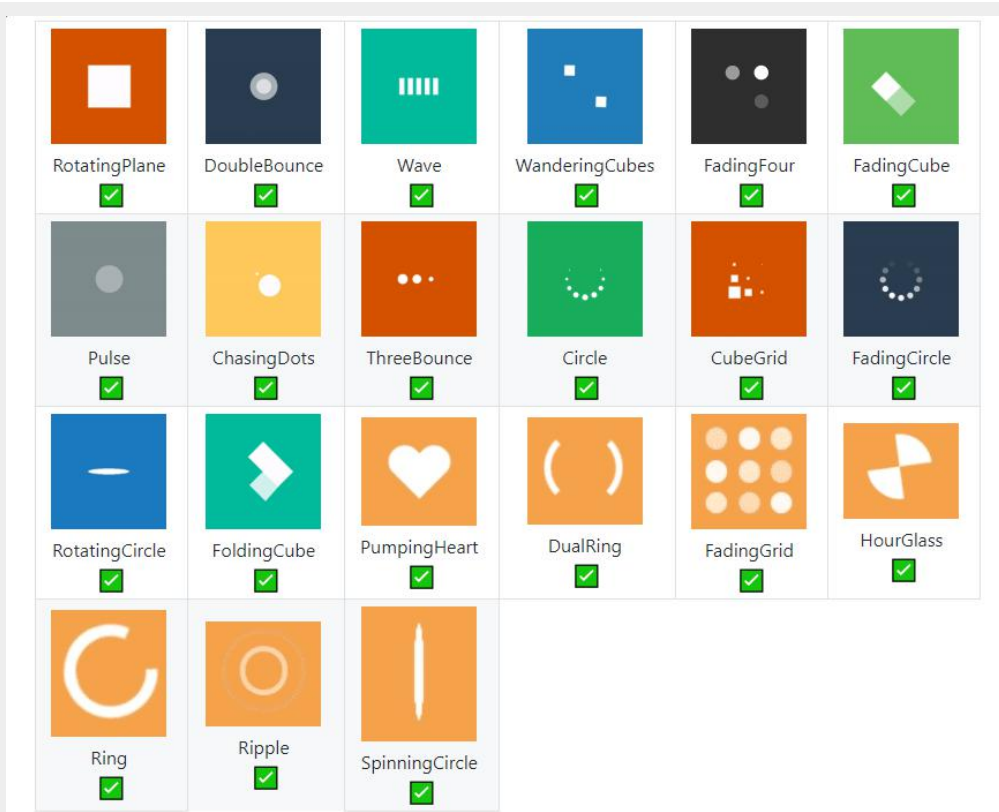 RotatingPlane
DoubleBounce
Wave
WanderingCubes
FadingFour
FadingCube
Pulse
ChasingDots
ThreeBounce
Circle
CubeGrid
FadingCircle
RotatingCircle
FoldingCube
PumpingHeart
DualRing
FadingGrid
HourGlass
Ring
Ripple
SpinningCircle